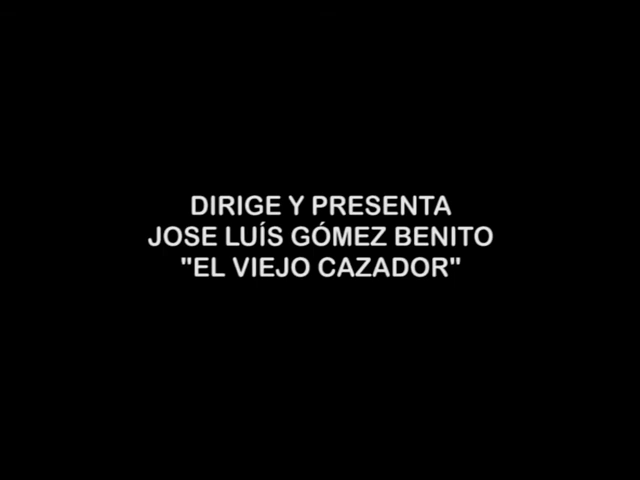 DIRIGE Y PRESENTA
JOSE LUÍS GÓMEZ BENITO
"EL VIEJO CAZADOR"